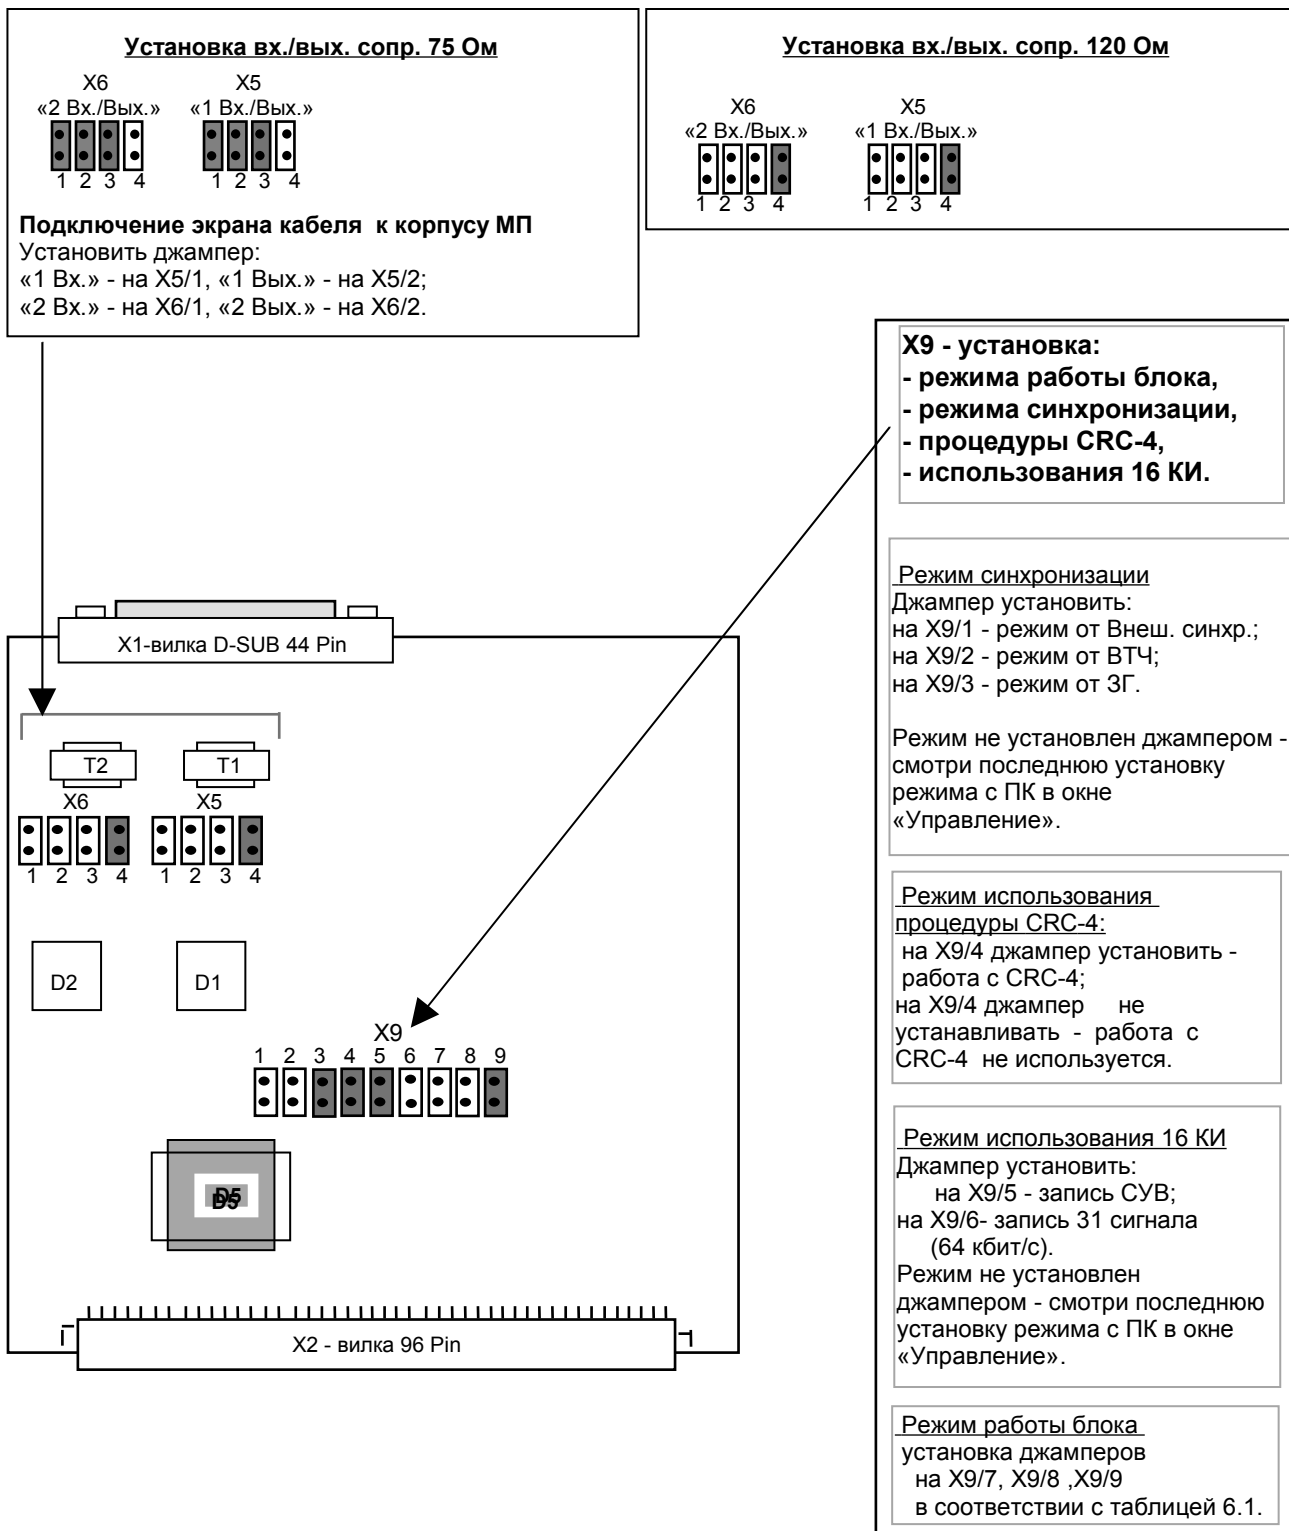 Установка вх./вых. сопр. 75 Ом
X6
X5
«2 Вх./Вых.»
«1 Вх./Вых.»
1 2 3 4
1 2 3 4
Подключение экрана кабеля к корпусу МП
Установить джампер:
«1 Вх.» - на X5/1, «1 Вых.» - на X5/2;
«2 Вх.» - на X6/1, «2 Вых.» - на X6/2.
Установка вх./вых. сопр. 120 Ом
X6
X5
«2 Вх./Вых.»
«1 Вх./Вых.»
1 2 3 4
1 2 3 4
X9 - установка:
- режима работы блока,
- режима синхронизации,
- процедуры CRC-4,
- использования 16 КИ.
Режим синхронизации
Джампер установить:
на X9/1 - режим от Внеш. синхр.;
на X9/2 - режим от ВТЧ;
на X9/3 - режим от ЗГ.
Режим не установлен джампером -
смотри последнюю установку
режима с ПК в окне
«Управление».
Режим использования
процедуры CRC-4:
на X9/4 джампер установить -
работа с CRC-4;
на X9/4 джампер не
устанавливать - работа с
CRC-4 не используется.
Режим использования 16 КИ
Джампер установить:
на X9/5 - запись СУВ;
на X9/6- запись 31 сигнала
(64 кбит/с).
Режим не установлен
джампером - смотри последнюю
установку режима с ПК в окне
«Управление».
Режим работы блока
установка джамперов
на X9/7, X9/8 ,X9/9
в соответствии с таблицей 6.1.
X1-вилка D-SUB 44 Pin
T2
T1
X6
X5
1 2 3 4
1 2 3 4
D2
D1
X9
1 2 3 4 5 6 7 8 9
D5
D5
X2 - вилка 96 Pin